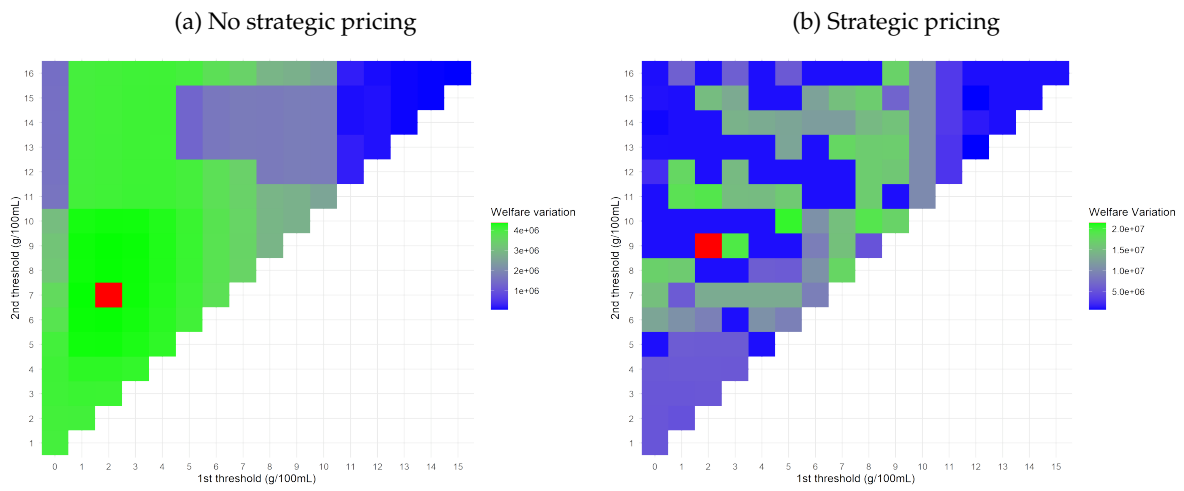 (a) No strategic pricing
16
15
14
13
12
11
10
9
8
7
6
5
4
3
2
1
2nd threshold (g/100mL)
0 1 2 3 4 5 6 7 8 9 10 11 12 13 14 15
1st threshold (g/100mL)
Welfare variation
4e+06
3e+06
2e+06
1e+06
(b) Strategic pricing
16
15
14
13
12
11
10
9
8
7
6
5
4
3
2
1
2nd threshold (g/100mL)
0 1 2 3 4 5 6 7 8 9 10 11 12 13 14 15
1st threshold (g/100mL)
Welfare Variation
2.0e+07
1.5e+07
1.0e+07
5.0e+06